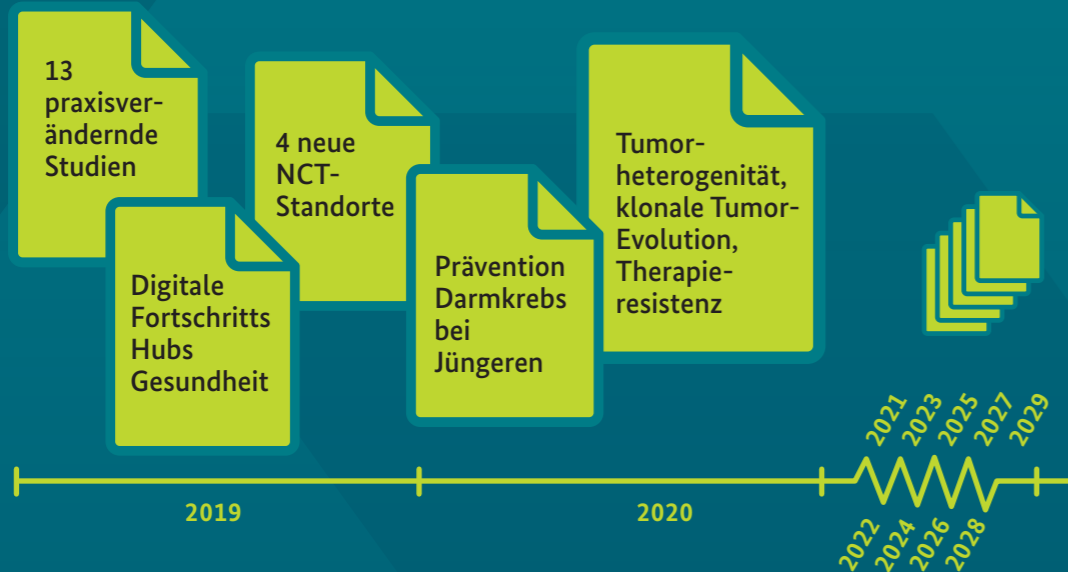 13
praxisver-
ändernde
Studien
Digitale
Fortschritts
Hubs
Gesundheit
4 neue
NCT-
Standorte
Prävention
Darmkrebs
bei
Jüngeren
Tumor-
heterogenität,
klonale Tumor-
Evolution,
Therapie-
resistenz
2019
2020
2021
2022
2023
2024
2025
2026
2027
2028
2029